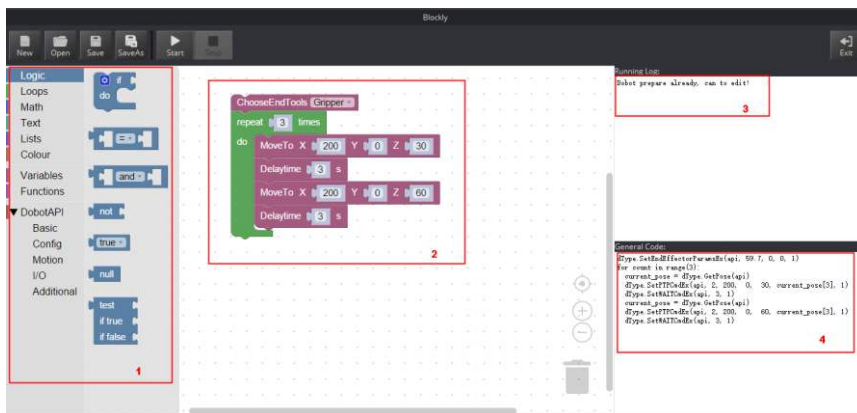 Blockly
New Open Save SaveAs Start Stop Exit
Logic
Loops
Math
Text
Lists
Colour
Variables
Functions
DobotAPI
Basic
Config
Motion
I/O
Additional
if
do
=
and
not
true
null
test
if true
if false
1
ChooseEndTools Gripper
repeat 3 times
do MoveTo X 200 Y 0 Z 30
Delaytime 3 s
MoveTo X 200 Y 0 Z 60
Delaytime 3 s
2
Running Log:
Dobot prepare already, can to edit!
3
General Code:
dType.SetEndEffectorParamsEx(api, 59.7, 0, 0, 1)
for count in range(3):
current_pose = dType.GetPose(api)
dType.SetPTPCmdEx(api, 2, 200, 0, 30, current_pose[3], 1)
dType.SetWAITCmdEx(api, 3, 1)
current_pose = dType.GetPose(api)
dType.SetPTPCmdEx(api, 2, 200, 0, 60, current_pose[3], 1)
dType.SetWAITCmdEx(api, 3, 1)
4